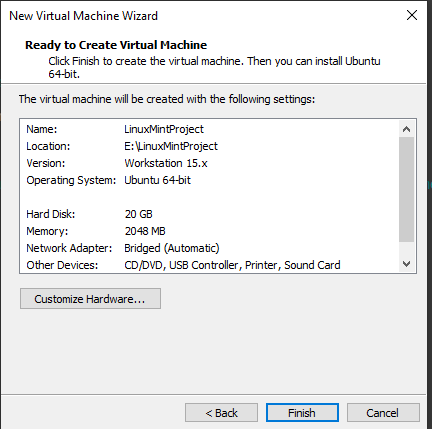 New Virtual Machine Wizard
Ready to Create Virtual Machine
Click Finish to create the virtual machine. Then you can install Ubuntu
64-bit.
The virtual machine will be created with the following settings:
Name: LinuxMintProject
Location: E:\LinuxMintProject
Version: Workstation 15.x
Operating System: Ubuntu 64-bit
Hard Disk: 20 GB
Memory: 2048 MB
Network Adapter: Bridged (Automatic)
Other Devices: CD/DVD, USB Controller, Printer, Sound Card
Customize Hardware...
< Back Finish Cancel